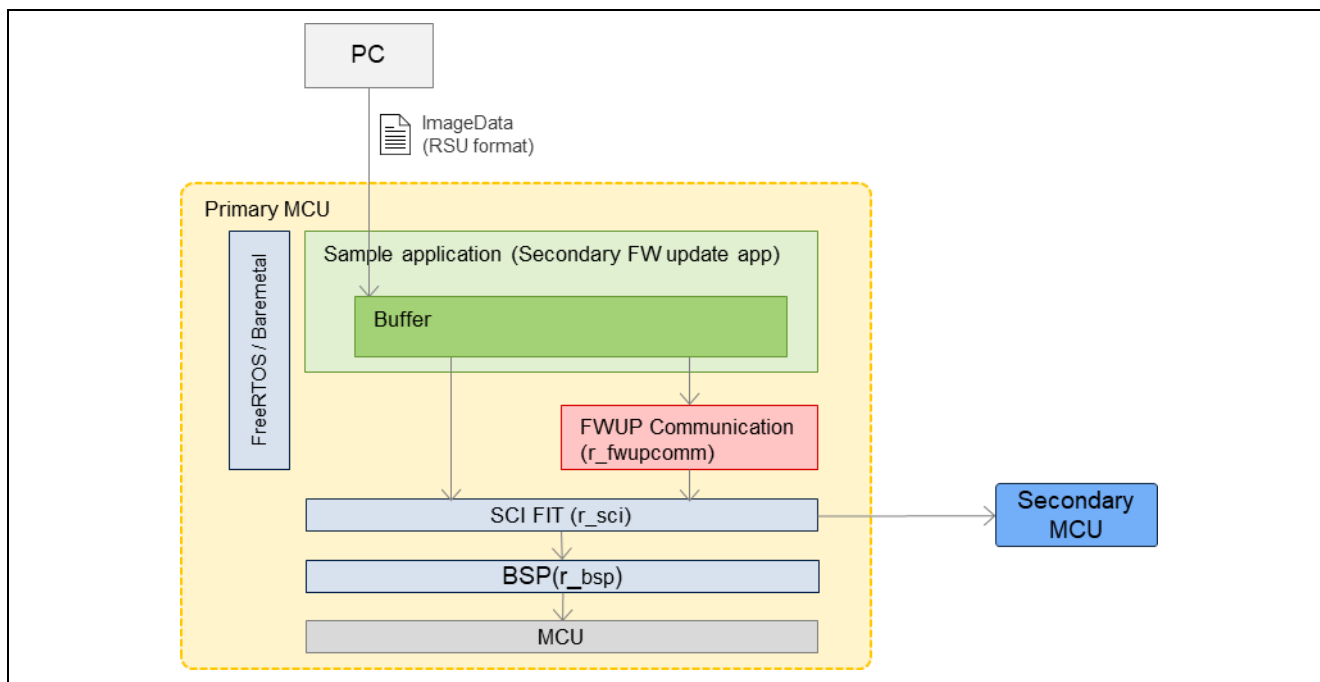 PC
ImageData
(RSU format)
Primary MCU
FreeRTOS / Baremetal
Sample application (Secondary FW update app)
Buffer
FWUP Communication
(r_fwupcomm)
SCI FIT (r_sci)
Secondary
MCU
BSP(r_bsp)
MCU